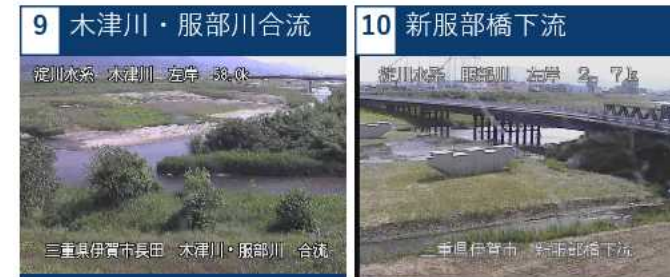 9 木津川・服部川合流
淀川水系 木津川 左岸 58.0k
三重県伊賀市長田 木津川・服部川 合流
10 新服部橋下流
淀川水系 服部川 左岸 2.7k
三重県伊賀市 新服部橋下流